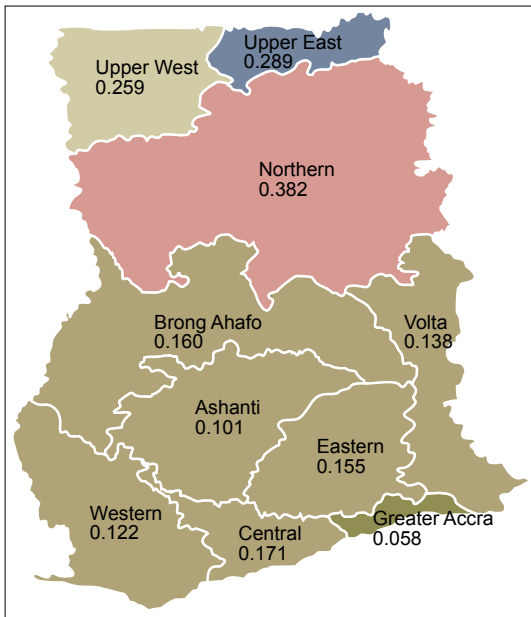 Upper East
0.289
Upper West
0.259
Northern
0.382
Brong Ahafo
0.160
Volta
0.138
Ashanti
0.101
Eastern
0.155
Western
0.122
Central
0.171
Greater Accra
0.058